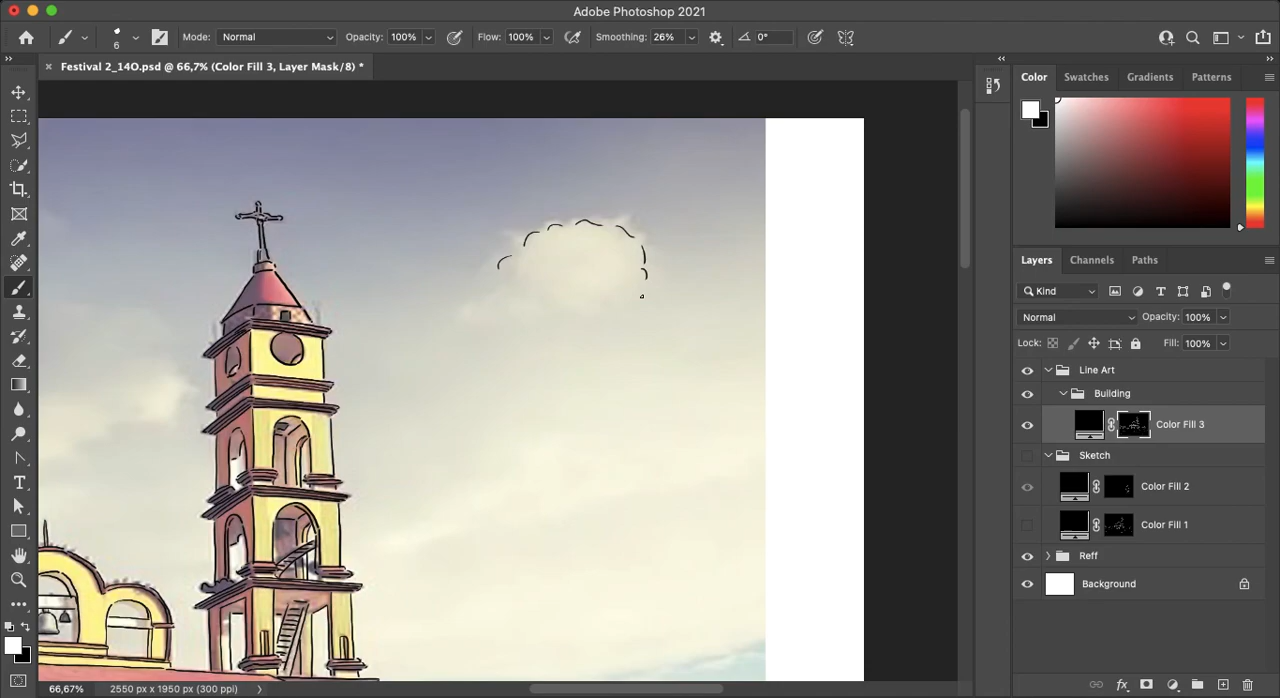 Adobe Photoshop 2021
6
Mode: Normal Opacity: 100% Flow: 100% Smoothing: 26% 0°
Festival 2_14O.psd @ 66,7% (Color Fill 3, Layer Mask/8) *
Color Swatches Gradients Patterns
Layers Channels Paths
Kind
Normal Opacity: 100%
Lock: Fill: 100%
Line Art
Building
Color Fill 3
Sketch
Color Fill 2
Color Fill 1
Reff
Background
fx
66,67% 2550 px x 1950 px (300 ppi)